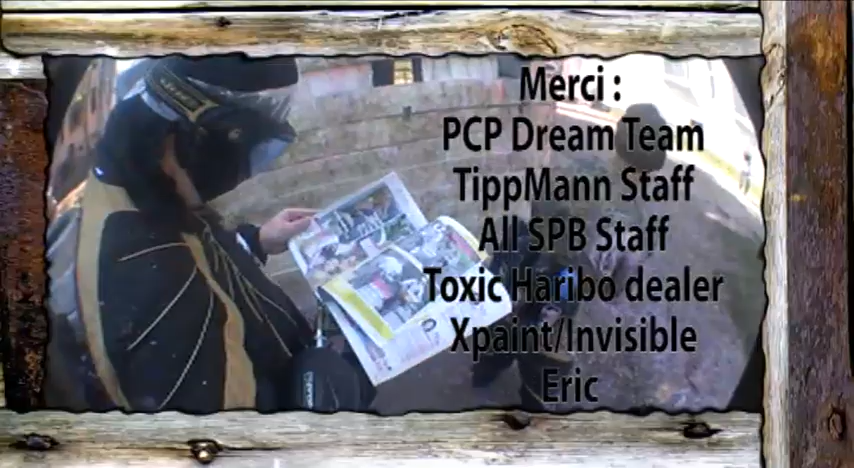 Merci :
PCP Dream Team
TippMann Staff
All SPB Staff
Toxic Haribo dealer
Xpaint/Invisible
Eric